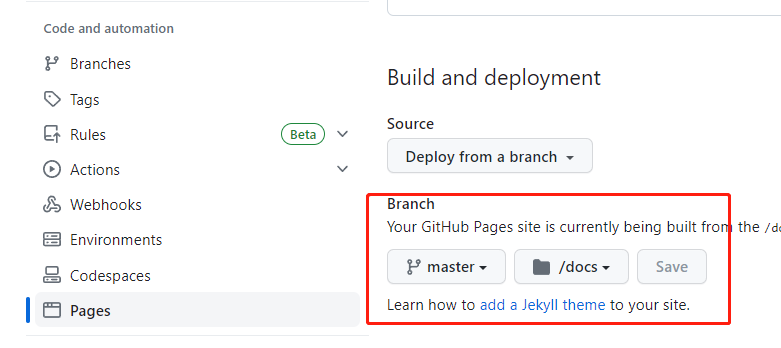 Code and automation
Branches
Tags
Rules Beta
Actions
Webhooks
Environments
Codespaces
Pages
Build and deployment
Source
Deploy from a branch
Branch
Your GitHub Pages site is currently being built from the
master /docs Save
Learn how to add a Jekyll theme to your site.